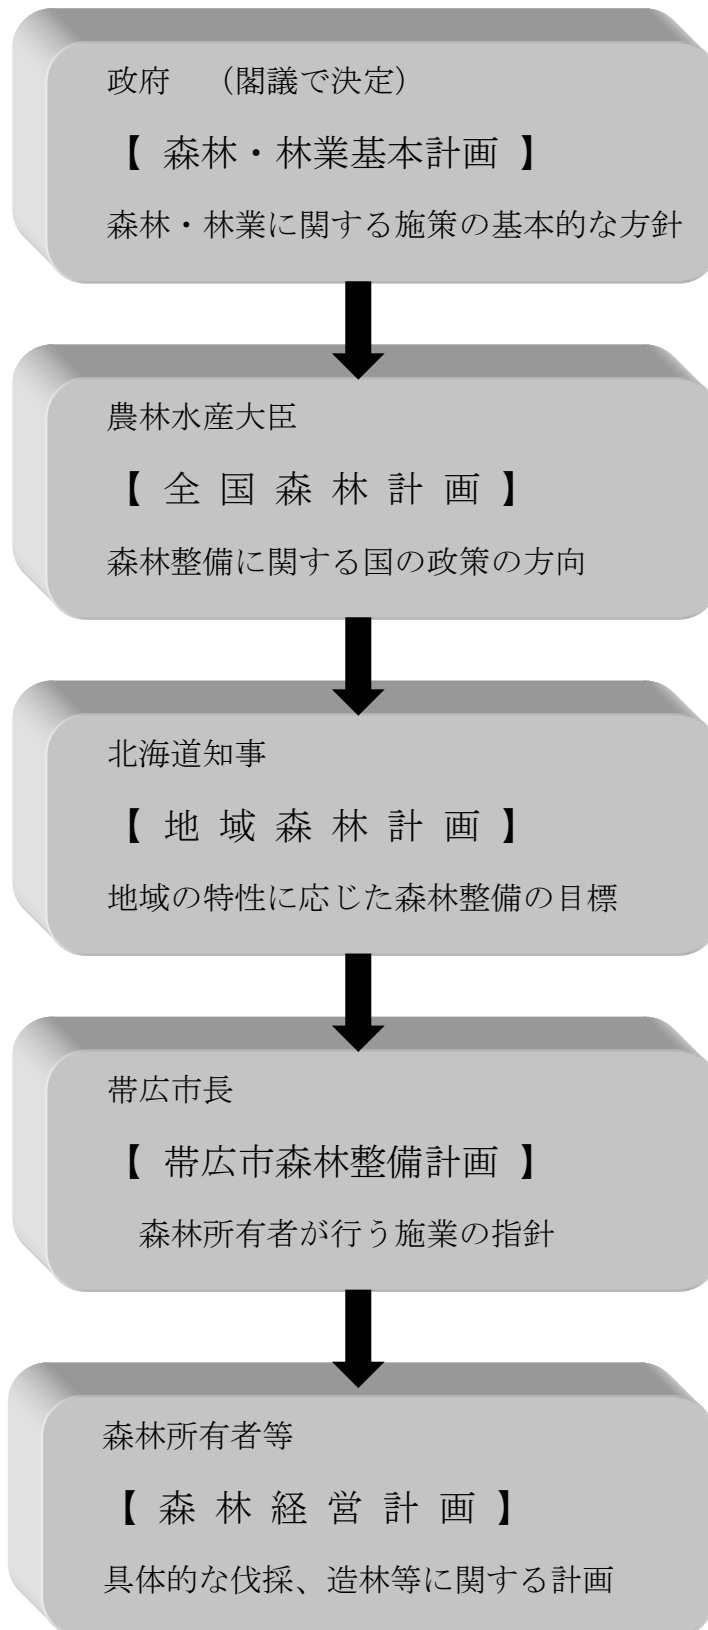 政府　（閣議で決定）
【 森林・林業基本計画 】
森林・林業に関する施策の基本的な方針
農林水産大臣
【 全 国 森 林 計 画 】
森林整備に関する国の政策の方向
北海道知事
【 地 域 森 林 計 画 】
地域の特性に応じた森林整備の目標
帯広市長
【 帯広市森林整備計画 】
森林所有者が行う施業の指針
森林所有者等
【 森 林 経 営 計 画 】
具体的な伐採、造林等に関する計画